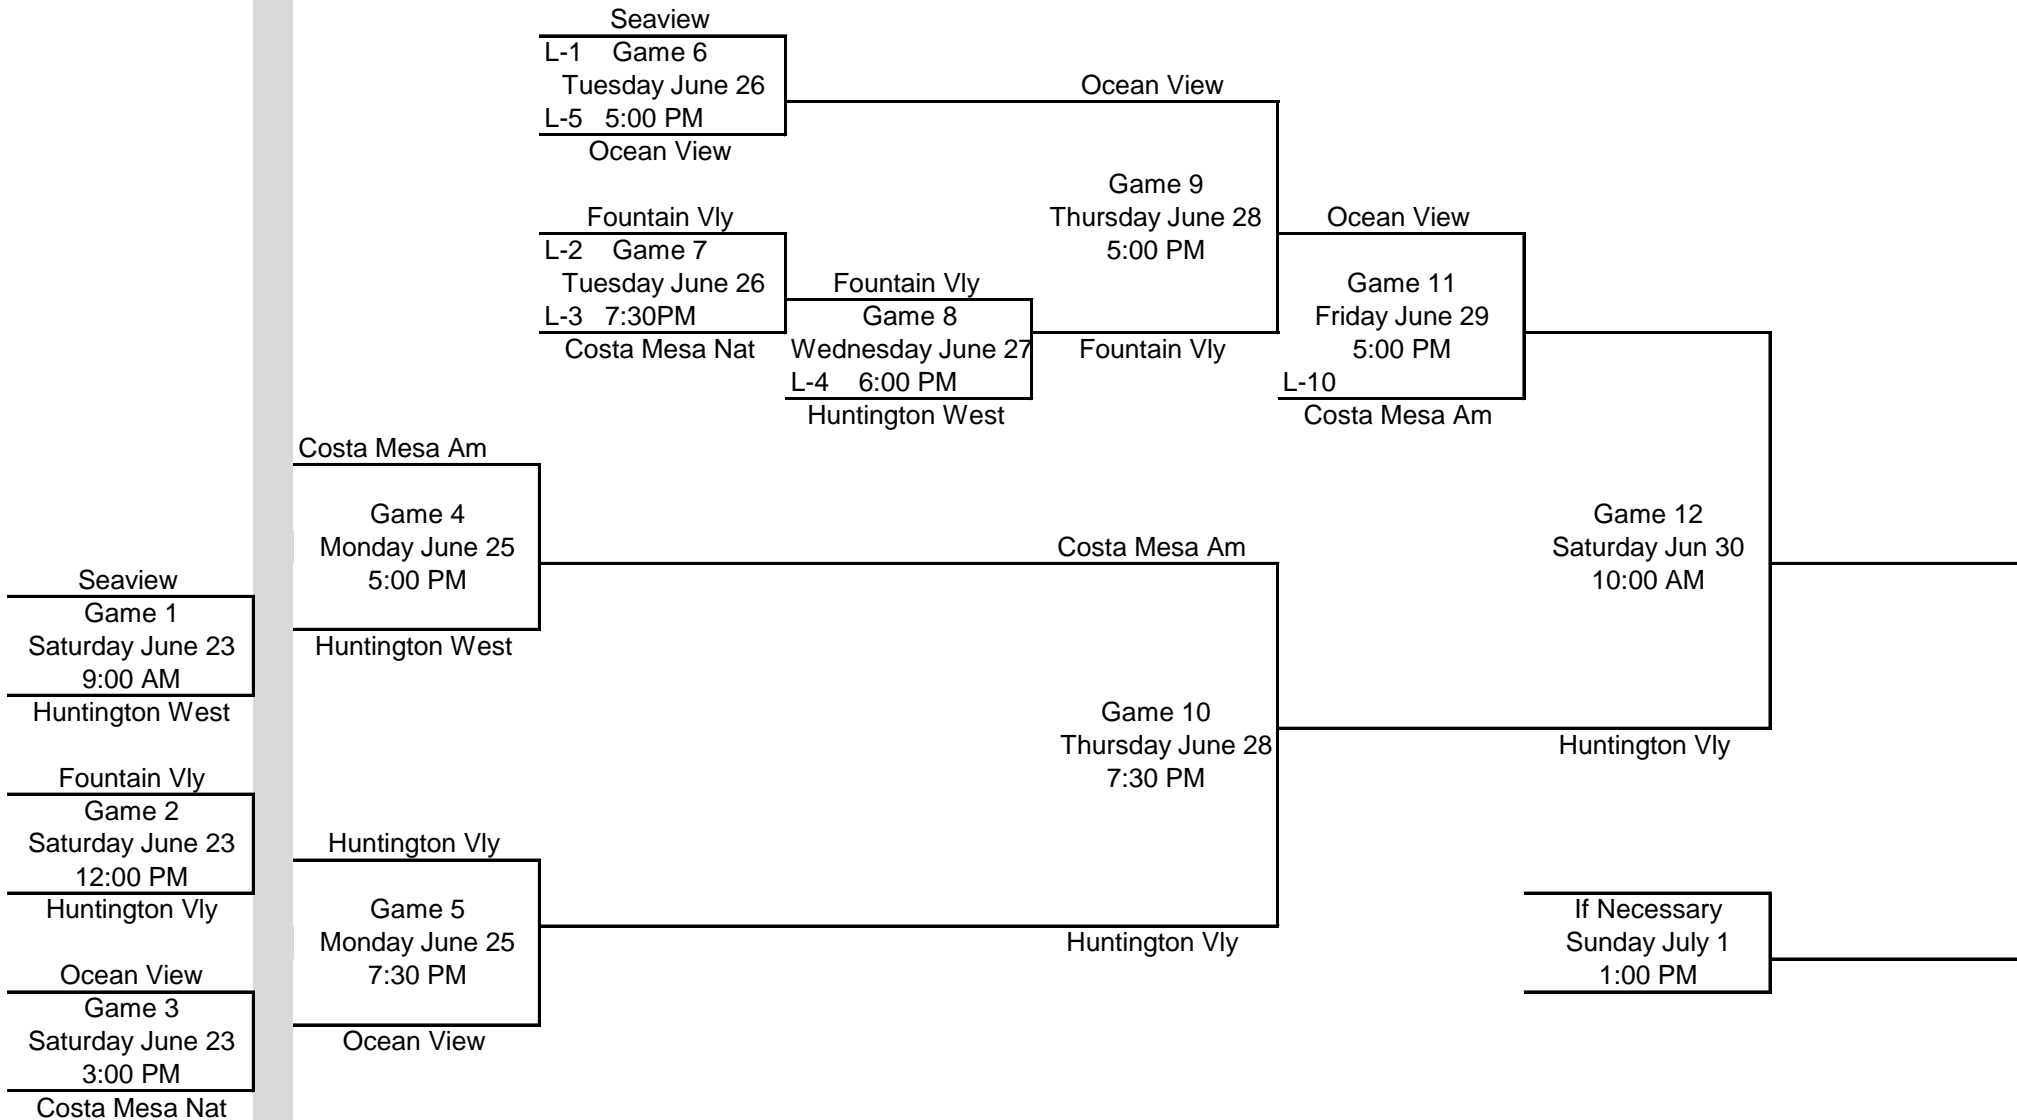 Seaview
L-1 Game 6
Tuesday June 26
L-5 5:00 PM
Ocean View
Ocean View
Game 9
Thursday June 28
5:00 PM
Fountain Vly
L-2 Game 7
Tuesday June 26
L-3 7:30PM
Costa Mesa Nat
Fountain Vly
Game 8
Wednesday June 27
L-4 6:00 PM
Huntington West
Fountain Vly
Ocean View
Game 11
Friday June 29
5:00 PM
L-10
Costa Mesa Am
Costa Mesa Am
Game 4
Monday June 25
5:00 PM
Huntington West
Costa Mesa Am
Game 12
Saturday Jun 30
10:00 AM
Seaview
Game 1
Saturday June 23
9:00 AM
Huntington West
Game 10
Thursday June 28
7:30 PM
Huntington Vly
Fountain Vly
Game 2
Saturday June 23
12:00 PM
Huntington Vly
Huntington Vly
Game 5
Monday June 25
7:30 PM
Ocean View
Huntington Vly
If Necessary
Sunday July 1
1:00 PM
Ocean View
Game 3
Saturday June 23
3:00 PM
Costa Mesa Nat